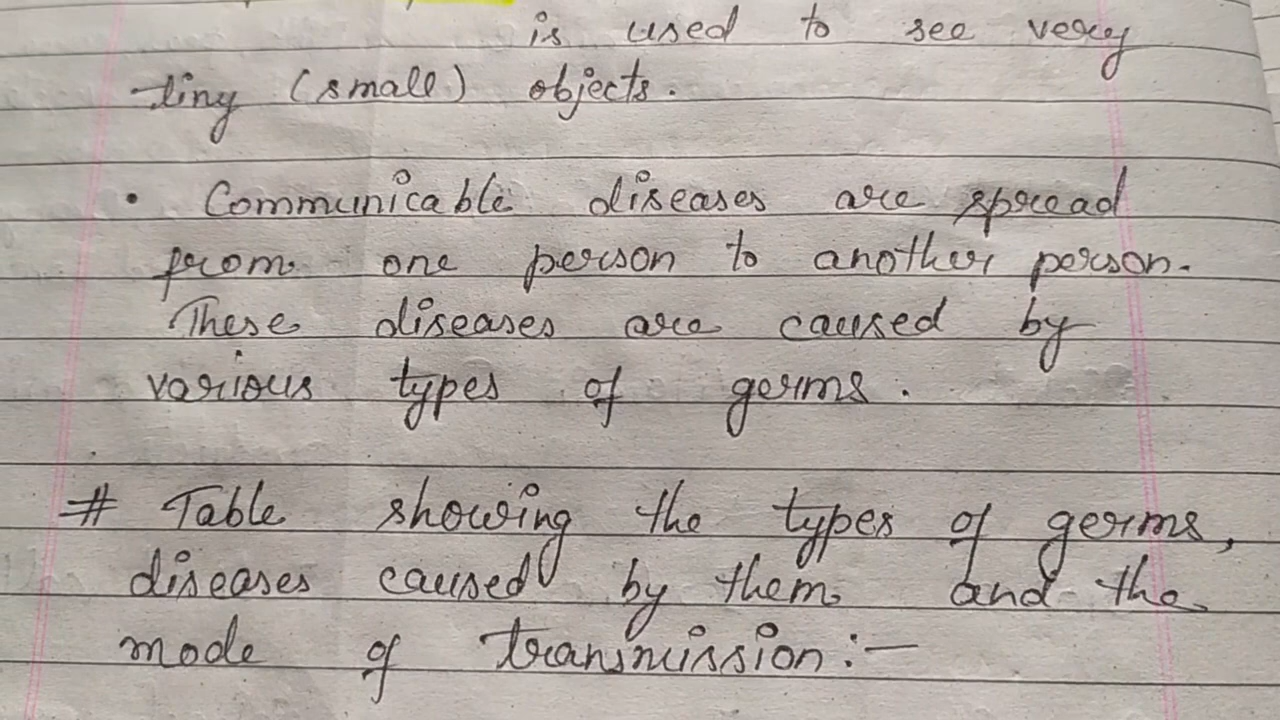 is used to see very
tiny (small) objects.
• Communicable diseases are spread
from one person to another person.
These diseases are caused by
various types of germs.
# Table showing the types of germs,
diseases caused by them and the
mode of transmission:-